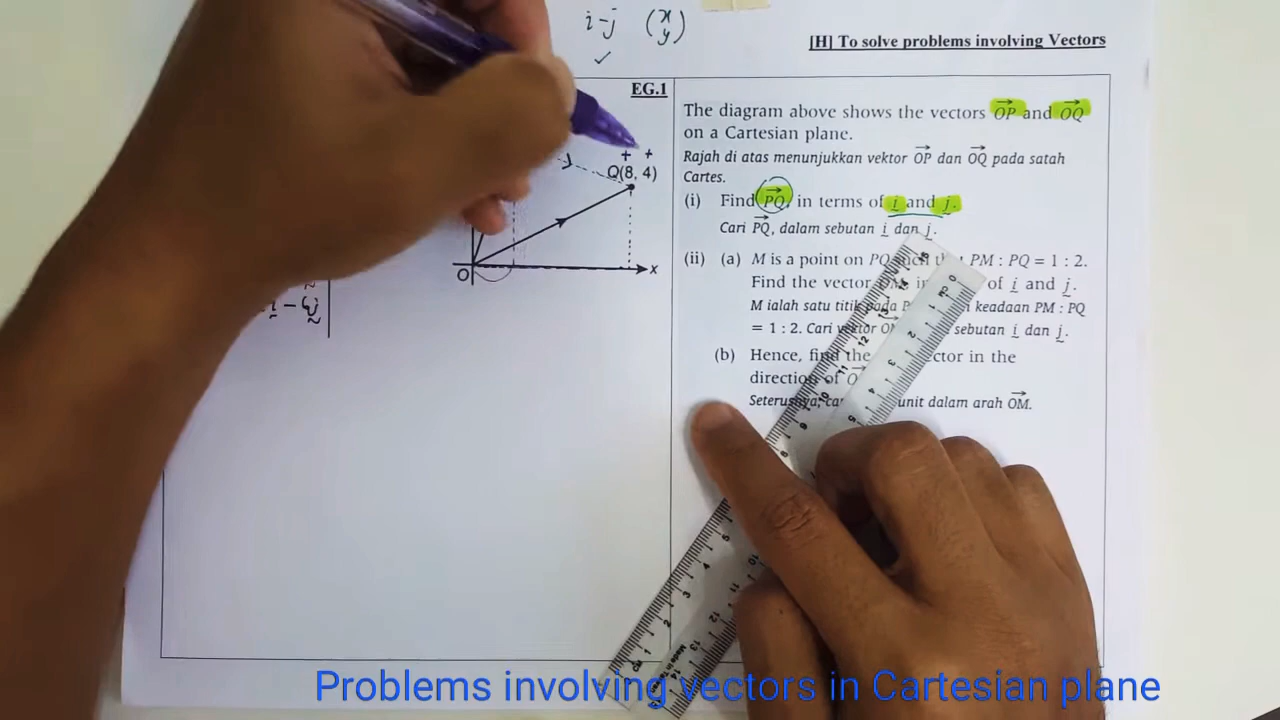 i - j (x y)
✓
[H] To solve problems involving Vectors
EG.1
+ +
Q(8, 4)
O x
j - i
The diagram above shows the vectors OP and OQ
on a Cartesian plane.
Rajah di atas menunjukkan vektor OP dan OQ pada satah
Cartes.
(i) Find PQ, in terms of i and j.
Cari PQ, dalam sebutan i dan j.
(ii) (a) M is a point on PQ PM : PQ = 1 : 2.
Find the vector of i and j.
M ialah satu titik pada keadaan PM : PQ
= 1 : 2. Cari vektor sebutan i dan j.
(b) Hence, find the in the
direction of
unit dalam arah OM.
Problems involving vectors in Cartesian plane